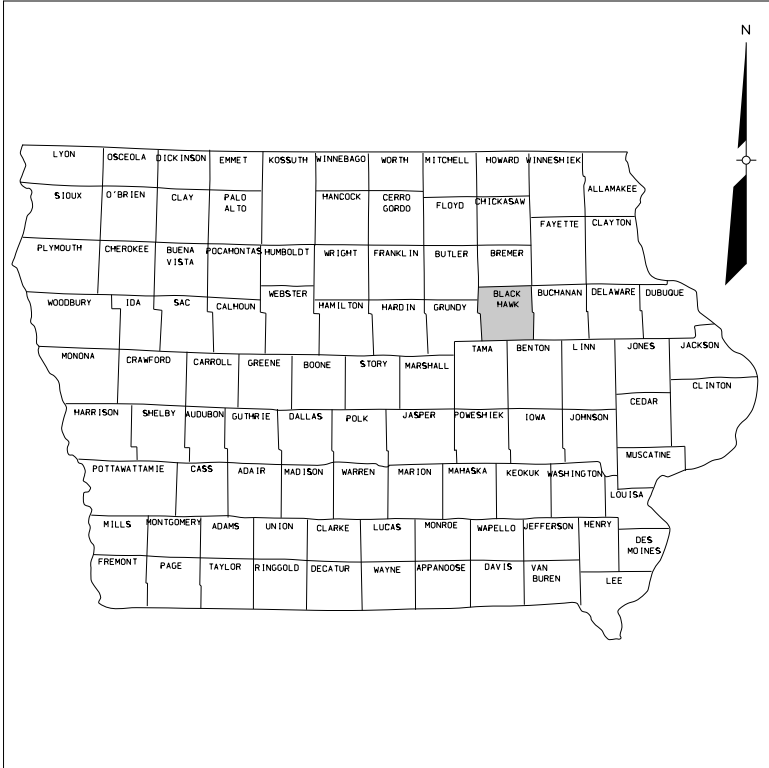 N
LYON
OSCEOLA
DICKINSON
EMMET
KOSSUTH
WINNEBAGO
WORTH
MITCHELL
HOWARD
WINNESHIEK
ALLAMAKEE
SIOUX
O'BRIEN
CLAY
PALO
ALTO
HANCOCK
CERRO
GORDO
FLOYD
CHICKASAW
FAYETTE
CLAYTON
PLYMOUTH
CHEROKEE
BUENA
VISTA
POCAHONTAS
HUMBOLDT
WRIGHT
FRANKLIN
BUTLER
BREMER
WOODBURY
IDA
SAC
CALHOUN
WEBSTER
HAMILTON
HARDIN
GRUNDY
BLACK
HAWK
BUCHANAN
DELAWARE
DUBUQUE
MONONA
CRAWFORD
CARROLL
GREENE
BOONE
STORY
MARSHALL
TAMA
BENTON
LINN
JONES
JACKSON
CLINTON
CEDAR
HARRISON
SHELBY
AUDUBON
GUTHRIE
DALLAS
POLK
JASPER
POWESHIEK
IOWA
JOHNSON
MUSCATINE
POTTAWATTAMIE
CASS
ADAIR
MADISON
WARREN
MARION
MAHASKA
KEOKUK
WASHINGTON
LOUISA
MILLS
MONTGOMERY
ADAMS
UNION
CLARKE
LUCAS
MONROE
WAPELLO
JEFFERSON
HENRY
DES
MOINES
FREMONT
PAGE
TAYLOR
RINGGOLD
DECATUR
WAYNE
APPANOOSE
DAVIS
VAN
BUREN
LEE